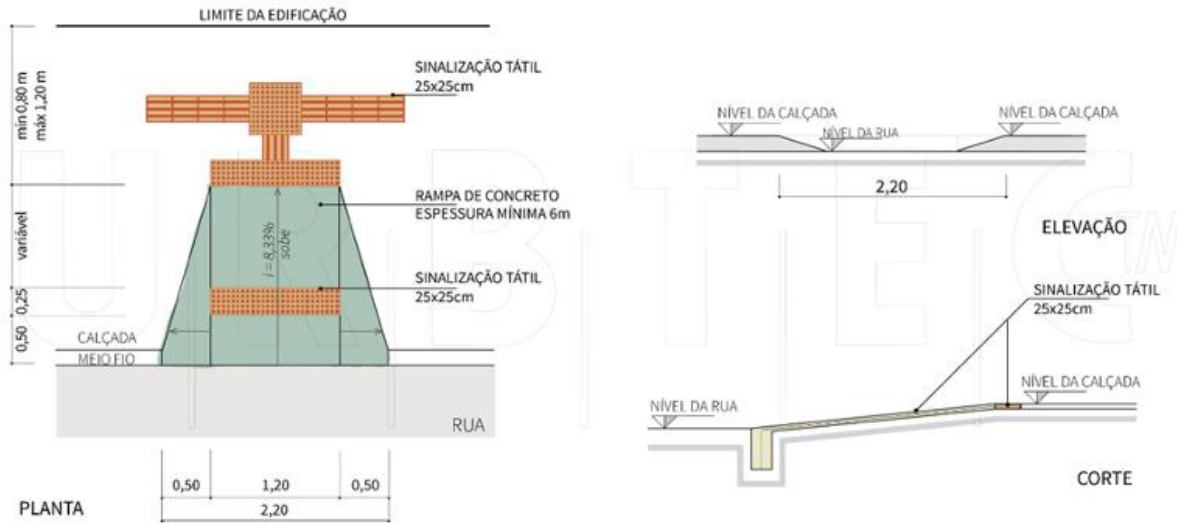 LIMITE DA EDIFICAÇÃO
mín 0,80 m
máx 1,20 m
SINALIZAÇÃO TÁTIL
25x25cm
RAMPA DE CONCRETO
ESPESSURA MÍNIMA 6m
i = 8,33%
sobe
variável
SINALIZAÇÃO TÁTIL
25x25cm
0,25
0,50
CALÇADA
MEIO FIO
RUA
0,50
1,20
0,50
2,20
PLANTA
NÍVEL DA CALÇADA
NÍVEL DA RUA
NÍVEL DA CALÇADA
2,20
ELEVAÇÃO
SINALIZAÇÃO TÁTIL
25x25cm
NÍVEL DA RUA
NÍVEL DA CALÇADA
CORTE
URBTEC TM